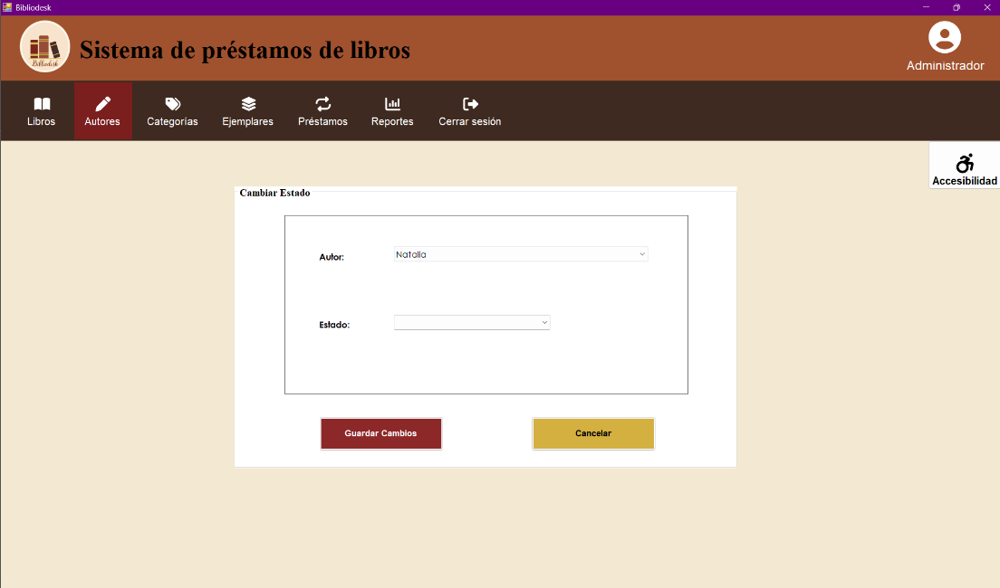 Bibliodesk
Bibliodesk
Sistema de préstamos de libros
Administrador
Libros
Autores
Categorías
Ejemplares
Préstamos
Reportes
Cerrar sesión
Accesibilidad
Cambiar Estado
Autor:
Natalia
Estado:
Guardar Cambios
Cancelar